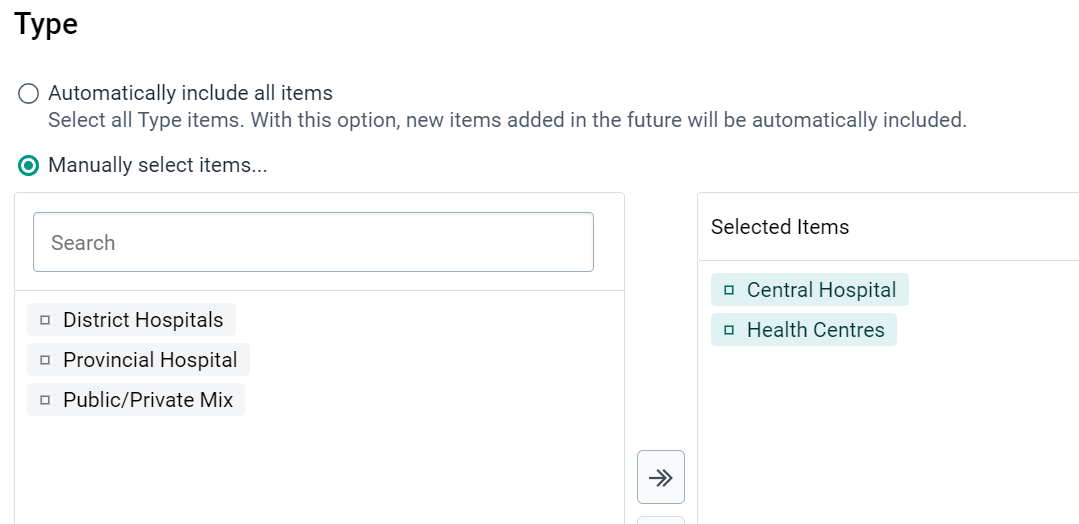 Type
Automatically include all items
Select all Type items. With this option, new items added in the future will be automatically included.
Manually select items...
Search
District Hospitals
Provincial Hospital
Public/Private Mix
Selected Items
Central Hospital
Health Centres